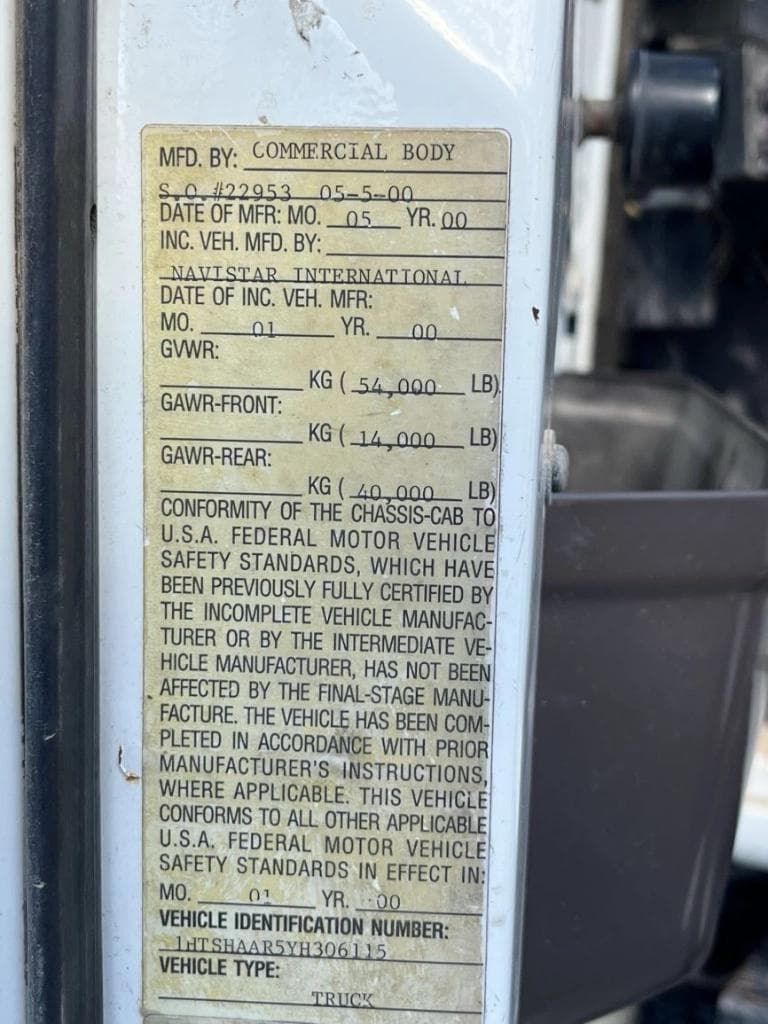 MFD. BY: COMMERCIAL BODY
S.O.#22953 05-5-00
DATE OF MFR: MO. 05 YR. 00
INC. VEH. MFD. BY:
NAVISTAR INTERNATIONAL
DATE OF INC. VEH. MFR:
MO. 01 YR. 00
GVWR:
KG ( 54,000 LB)
GAWR-FRONT:
KG ( 14,000 LB)
GAWR-REAR:
KG ( 40,000 LB)
CONFORMITY OF THE CHASSIS-CAB TO
U.S.A. FEDERAL MOTOR VEHICLE
SAFETY STANDARDS, WHICH HAVE
BEEN PREVIOUSLY FULLY CERTIFIED BY
THE INCOMPLETE VEHICLE MANUFAC-
TURER OR BY THE INTERMEDIATE VE-
HICLE MANUFACTURER, HAS NOT BEEN
AFFECTED BY THE FINAL-STAGE MANU-
FACTURE. THE VEHICLE HAS BEEN COM-
PLETED IN ACCORDANCE WITH PRIOR
MANUFACTURER'S INSTRUCTIONS,
WHERE APPLICABLE. THIS VEHICLE
CONFORMS TO ALL OTHER APPLICABLE
U.S.A. FEDERAL MOTOR VEHICLE
SAFETY STANDARDS IN EFFECT IN:
MO. 01 YR. 00
VEHICLE IDENTIFICATION NUMBER:
1HTSHAAR5YH306115
VEHICLE TYPE:
TRUCK